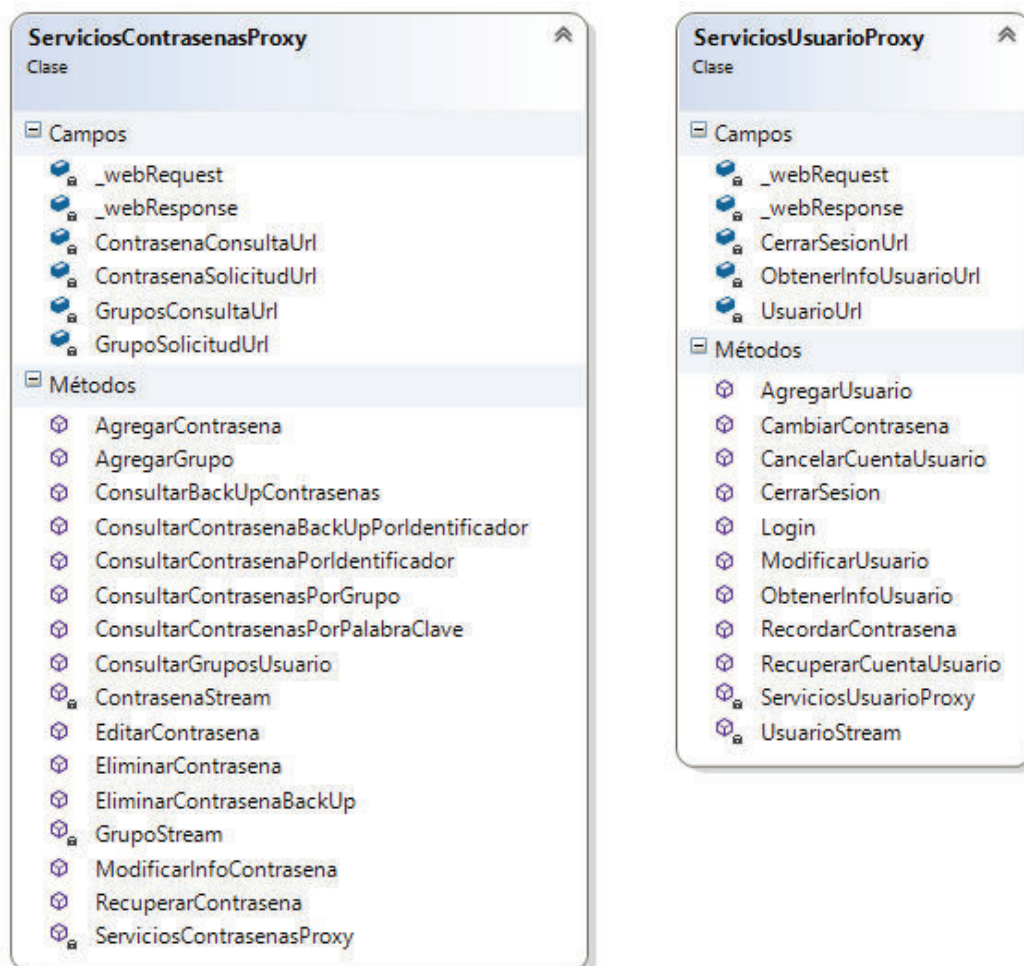 ServiciosContrasenasProxy
Clase
Campos
_webRequest
_webResponse
ContrasenaConsultaUrl
ContrasenaSolicitudUrl
GruposConsultaUrl
GrupoSolicitudUrl
Métodos
AgregarContrasena
AgregarGrupo
ConsultarBackUpContrasenas
ConsultarContrasenaBackUpPorIdentificador
ConsultarContrasenaPorIdentificador
ConsultarContrasenasPorGrupo
ConsultarContrasenasPorPalabraClave
ConsultarGruposUsuario
ContrasenaStream
EditarContrasena
EliminarContrasena
EliminarContrasenaBackUp
GrupoStream
ModificarInfoContrasena
RecuperarContrasena
ServiciosContrasenasProxy
ServiciosUsuarioProxy
Clase
Campos
_webRequest
_webResponse
CerrarSesionUrl
ObtenerInfoUsuarioUrl
UsuarioUrl
Métodos
AgregarUsuario
CambiarContrasena
CancelarCuentaUsuario
CerrarSesion
Login
ModificarUsuario
ObtenerInfoUsuario
RecordarContrasena
RecuperarCuentaUsuario
ServiciosUsuarioProxy
UsuarioStream